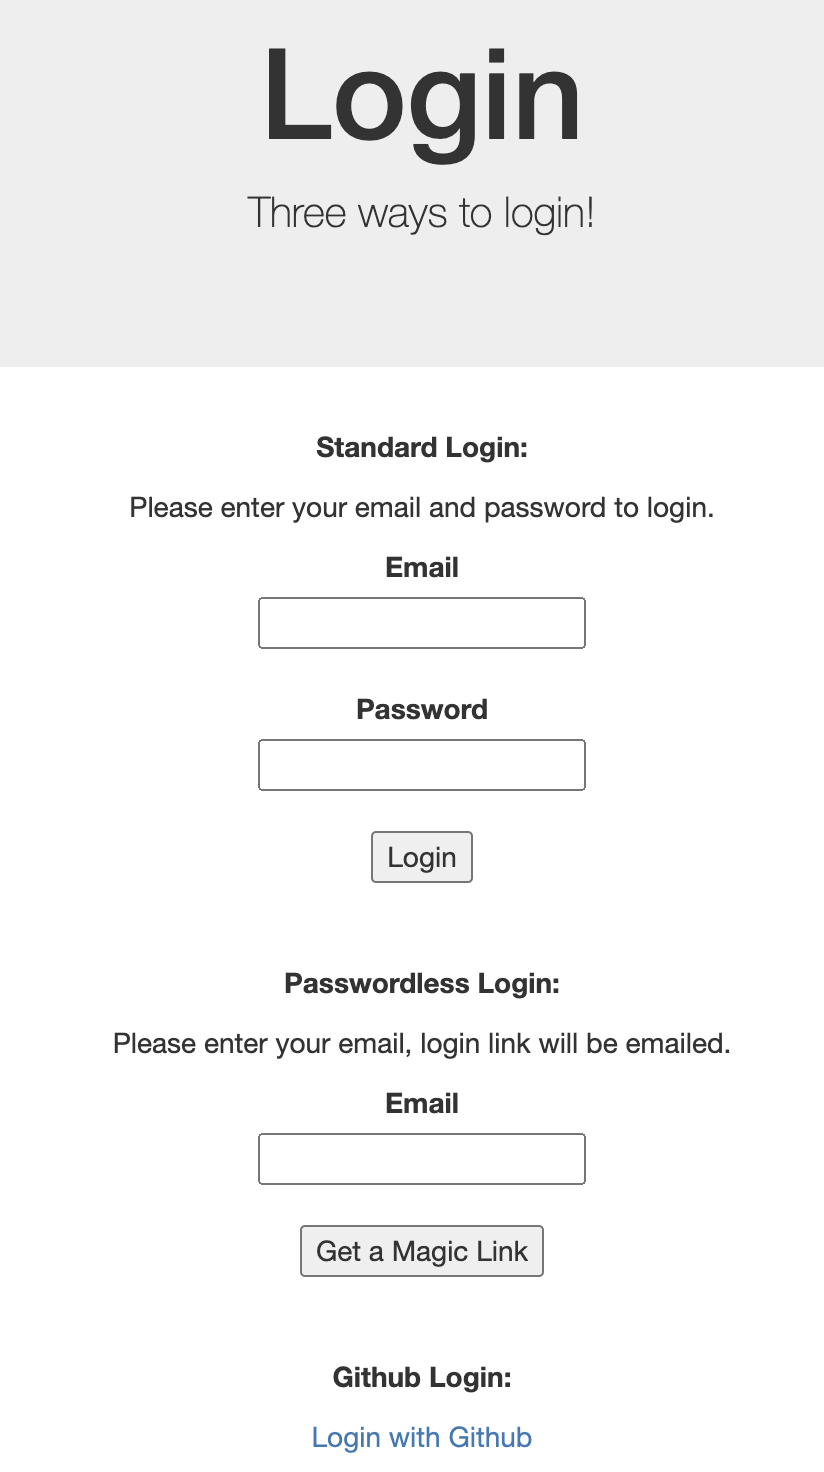 Login
Three ways to login!
Standard Login:
Please enter your email and password to login.
Email
Password
Login
Passwordless Login:
Please enter your email, login link will be emailed.
Email
Get a Magic Link
Github Login:
Login with Github